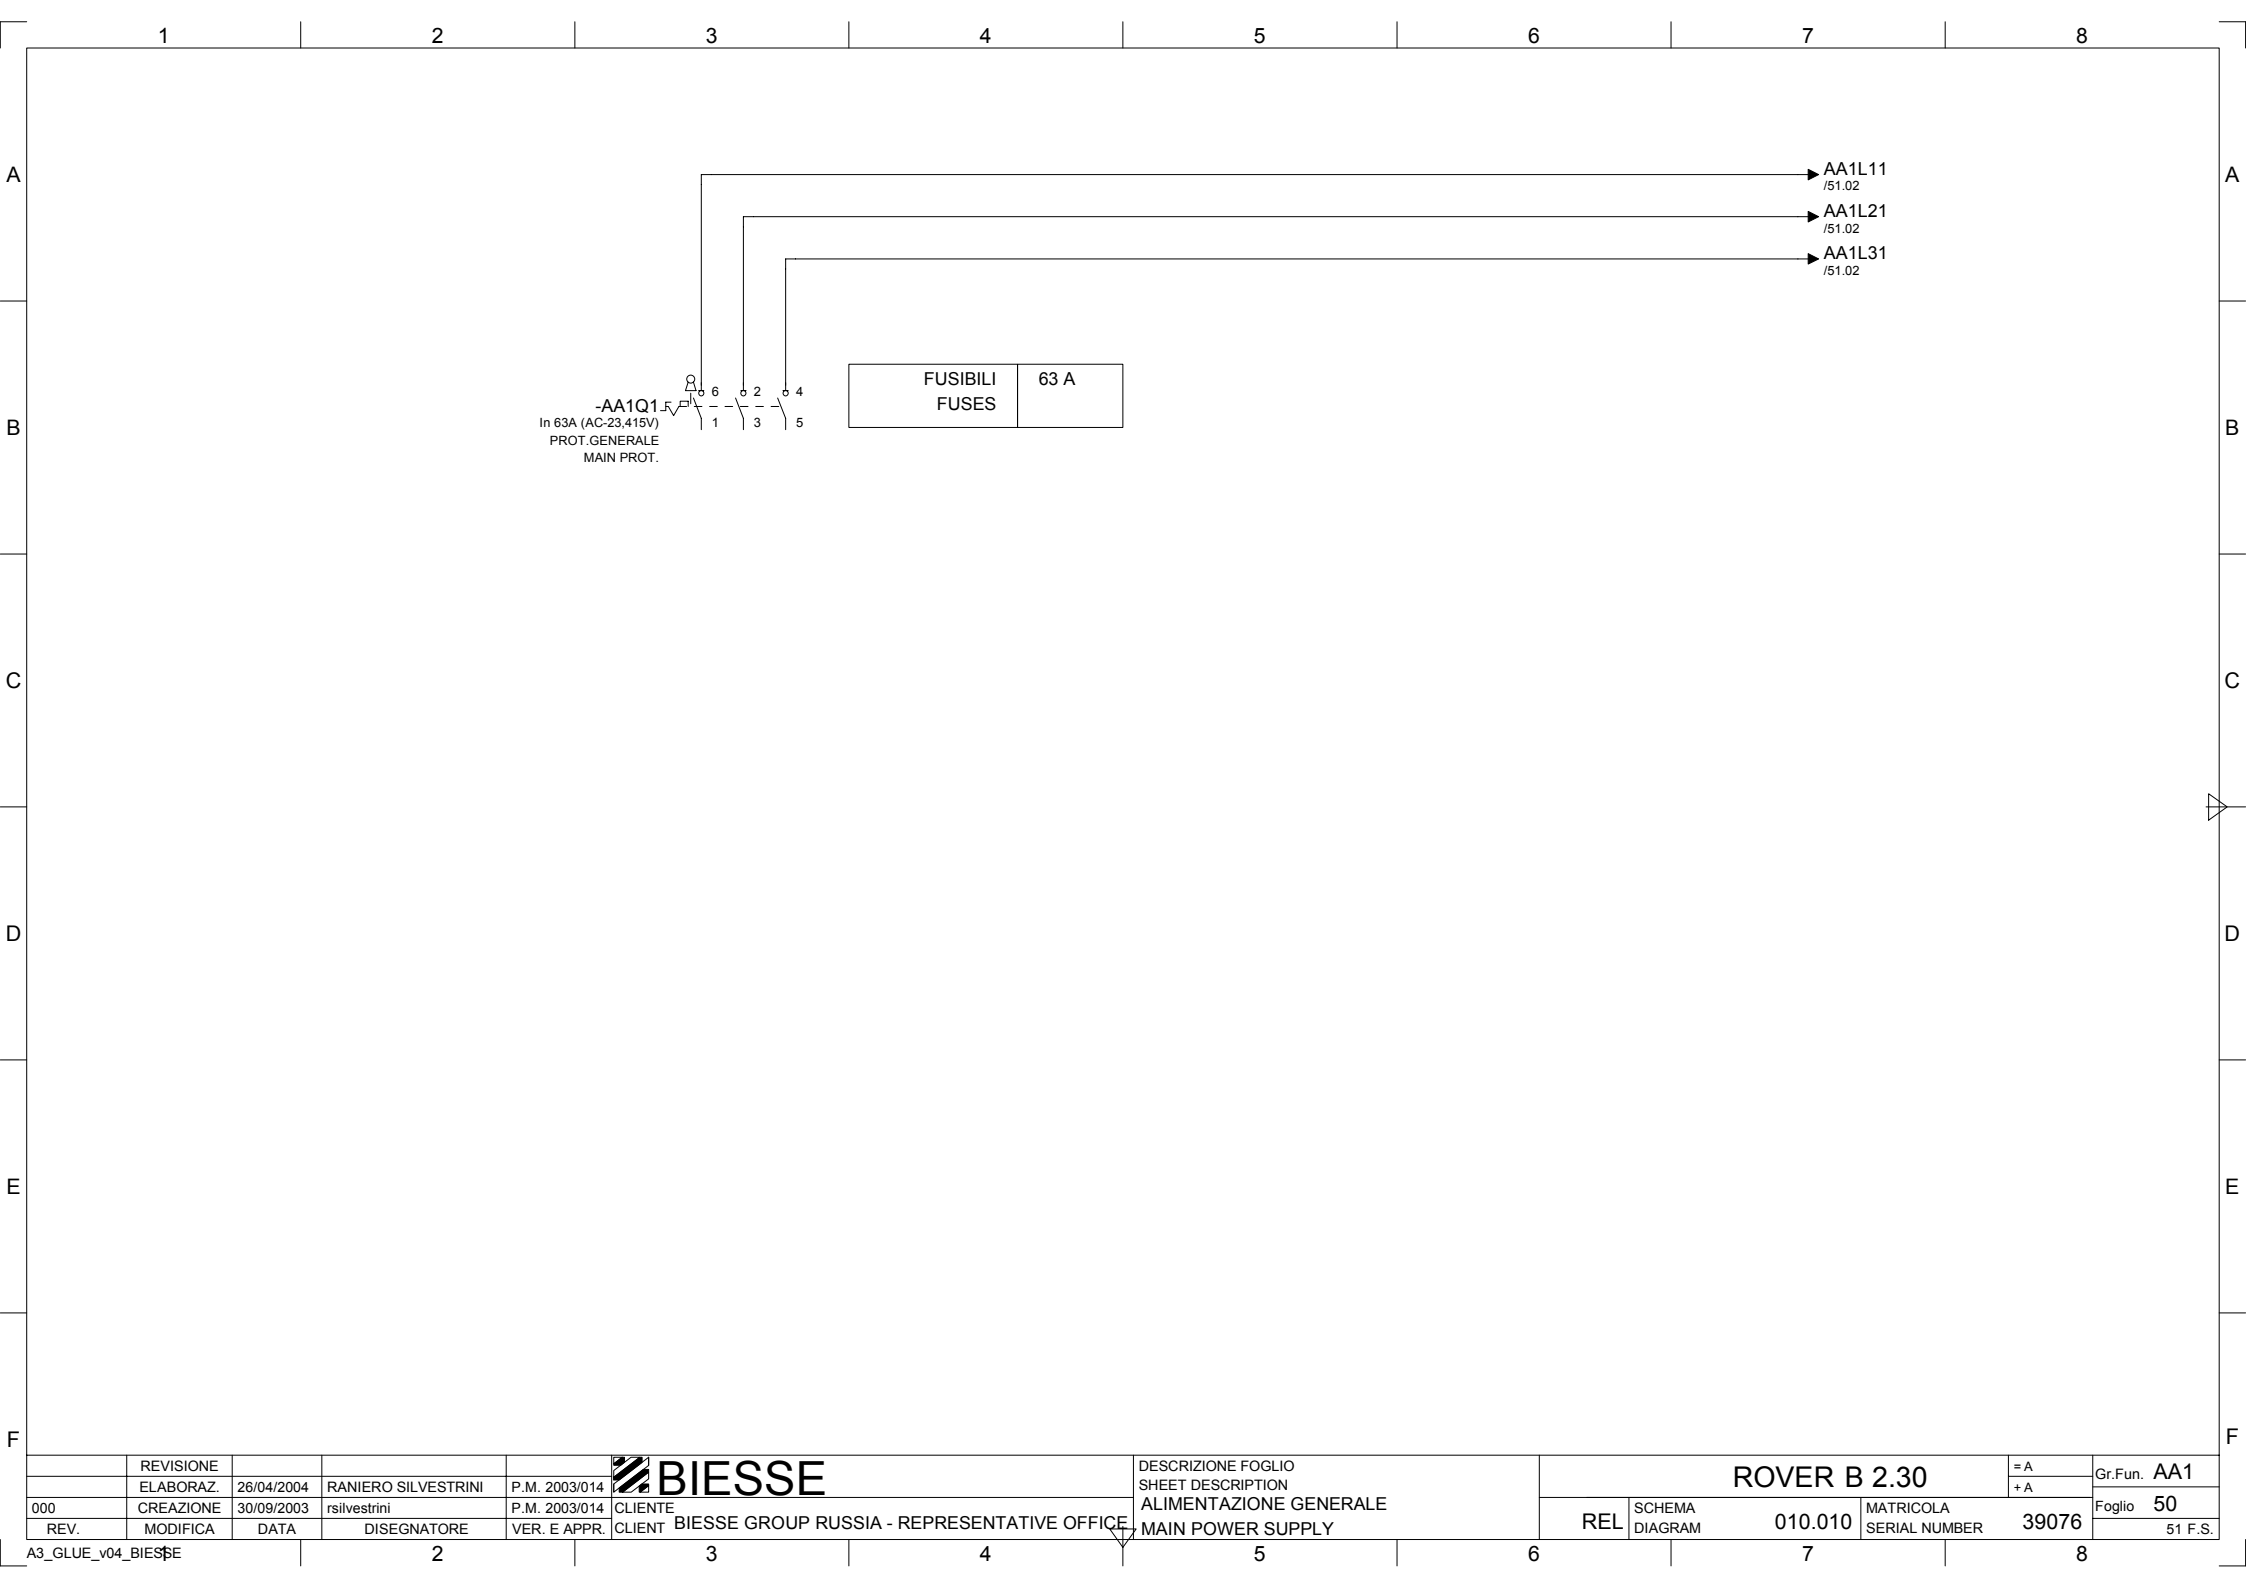 1 2 3 4 5 6 7 8
A A
AA1L11
/51.02
AA1L21
/51.02
AA1L31
/51.02
FUSIBILI 63 A
FUSES
6 2 4
-AA1Q1
In 63A (AC-23,415V)
1 3 5
PROT.GENERALE
MAIN PROT.
B B
C C
D D
E E
F F
REVISIONE
ELABORAZ. 26/04/2004 RANIERO SILVESTRINI P.M. 2003/014
000 CREAZIONE 30/09/2003 rsilvestrini P.M. 2003/014
REV. MODIFICA DATA DISEGNATORE VER. E APPR.
BIESSE
CLIENTE
CLIENT BIESSE GROUP RUSSIA - REPRESENTATIVE OFFICE
DESCRIZIONE FOGLIO
SHEET DESCRIPTION
ALIMENTAZIONE GENERALE
MAIN POWER SUPPLY
ROVER B 2.30
= A
+ A
Gr.Fun. AA1
REL
SCHEMA
DIAGRAM 010.010
MATRICOLA
SERIAL NUMBER 39076
Foglio 50
51 F.S.
A3_GLUE_v04_BIESSE
1 2 3 4 5 6 7 8